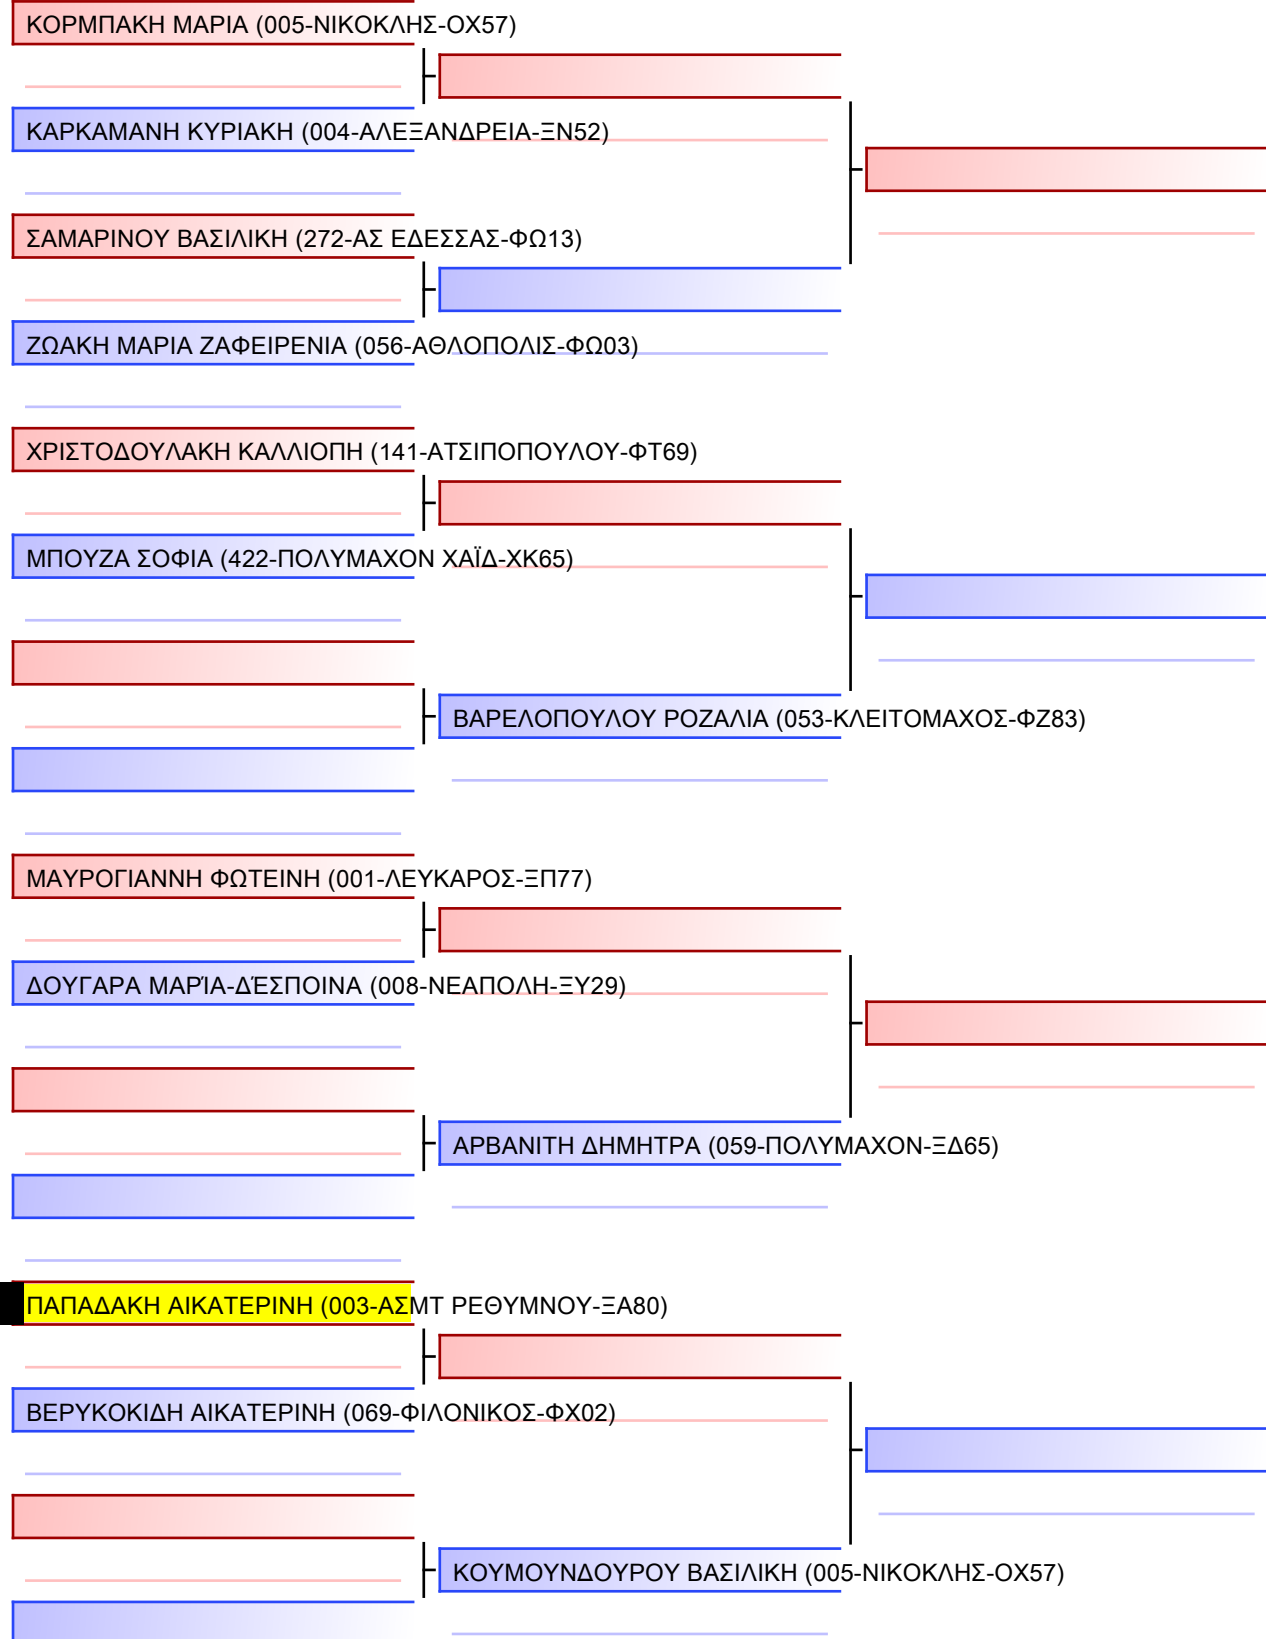 ΚΟΡΜΠΑΚΗ ΜΑΡΙΑ (005-ΝΙΚΟΚΛΗΣ-ΟΧ57)
ΚΑΡΚΑΜΑΝΗ ΚΥΡΙΑΚΗ (004-ΑΛΕΞΑΝΔΡΕΙΑ-ΞΝ52)
ΣΑΜΑΡΙΝΟΥ ΒΑΣΙΛΙΚΗ (272-ΑΣ ΕΔΕΣΣΑΣ-ΦΩ13)
ΖΩΑΚΗ ΜΑΡΙΑ ΖΑΦΕΙΡΕΝΙΑ (056-ΑΘΛΟΠΟΛΙΣ-ΦΩ03)
ΧΡΙΣΤΟΔΟΥΛΑΚΗ ΚΑΛΛΙΟΠΗ (141-ΑΤΣΙΠΟΠΟΥΛΟΥ-ΦΤ69)
ΜΠΟΥΖΑ ΣΟΦΙΑ (422-ΠΟΛΥΜΑΧΟΝ ΧΑΪΔ-ΧΚ65)
ΒΑΡΕΛΟΠΟΥΛΟΥ ΡΟΖΑΛΙΑ (053-ΚΛΕΙΤΟΜΑΧΟΣ-ΦΖ83)
ΜΑΥΡΟΓΙΑΝΝΗ ΦΩΤΕΙΝΗ (001-ΛΕΥΚΑΡΟΣ-ΞΠ77)
ΔΟΥΓΑΡΑ ΜΑΡΊΑ-ΔΈΣΠΟΙΝΑ (008-ΝΕΑΠΟΛΗ-ΞΥ29)
ΑΡΒΑΝΙΤΗ ΔΗΜΗΤΡΑ (059-ΠΟΛΥΜΑΧΟΝ-ΞΔ65)
ΠΑΠΑΔΑΚΗ ΑΙΚΑΤΕΡΙΝΗ (003-ΑΣΜΤ ΡΕΘΥΜΝΟΥ-ΞΑ80)
ΒΕΡΥΚΟΚΙΔΗ ΑΙΚΑΤΕΡΙΝΗ (069-ΦΙΛΟΝΙΚΟΣ-ΦΧ02)
ΚΟΥΜΟΥΝΔΟΥΡΟΥ ΒΑΣΙΛΙΚΗ (005-ΝΙΚΟΚΛΗΣ-ΟΧ57)